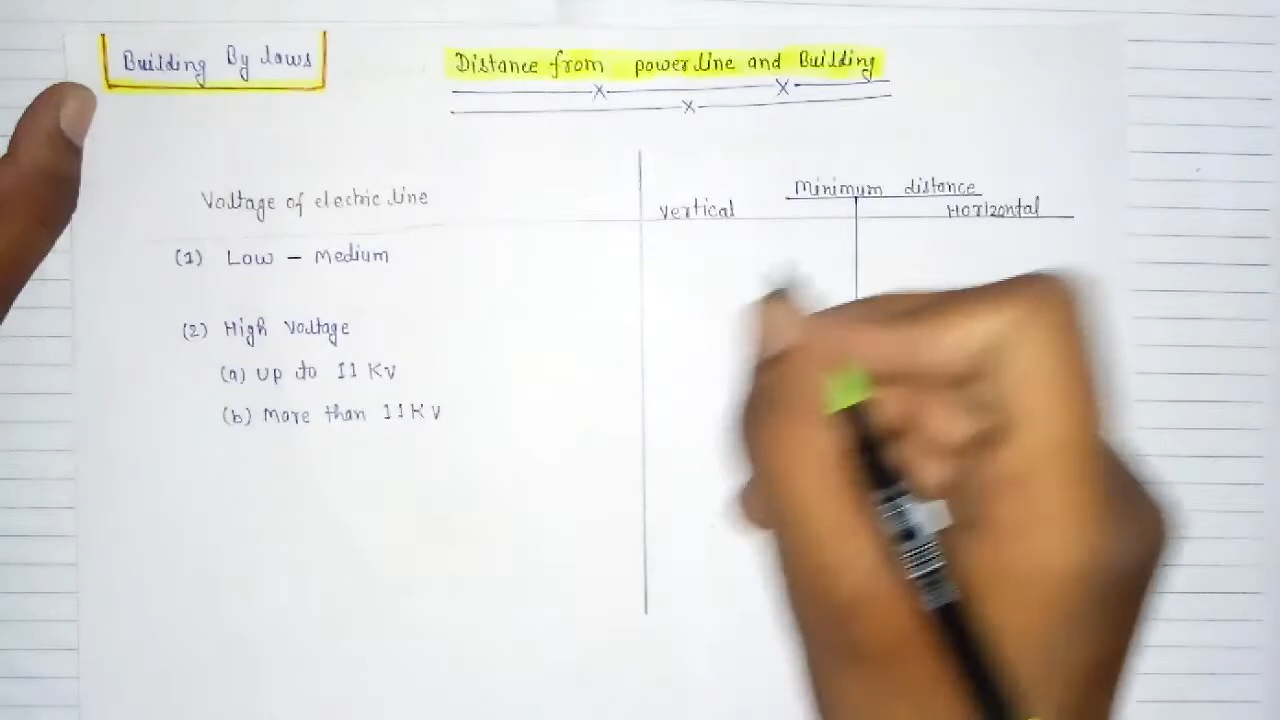 Building By laws
Distance from power line and Building
Voltage of electric line
Minimum distance
vertical
Horizontal
(1) Low - Medium
(2) High Voltage
(a) Up to 11 KV
(b) More than 11 KV